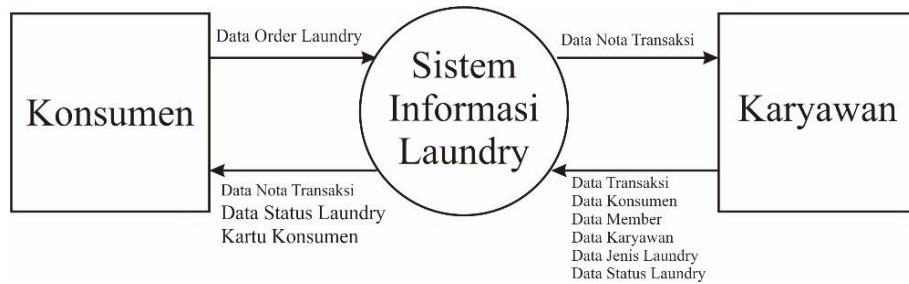 Data Order Laundry
Data Nota Transaksi
Konsumen
Sistem
Informasi
Laundry
Karyawan
Data Nota Transaksi
Data Status Laundry
Kartu Konsumen
Data Transaksi
Data Konsumen
Data Member
Data Karyawan
Data Jenis Laundry
Data Status Laundry